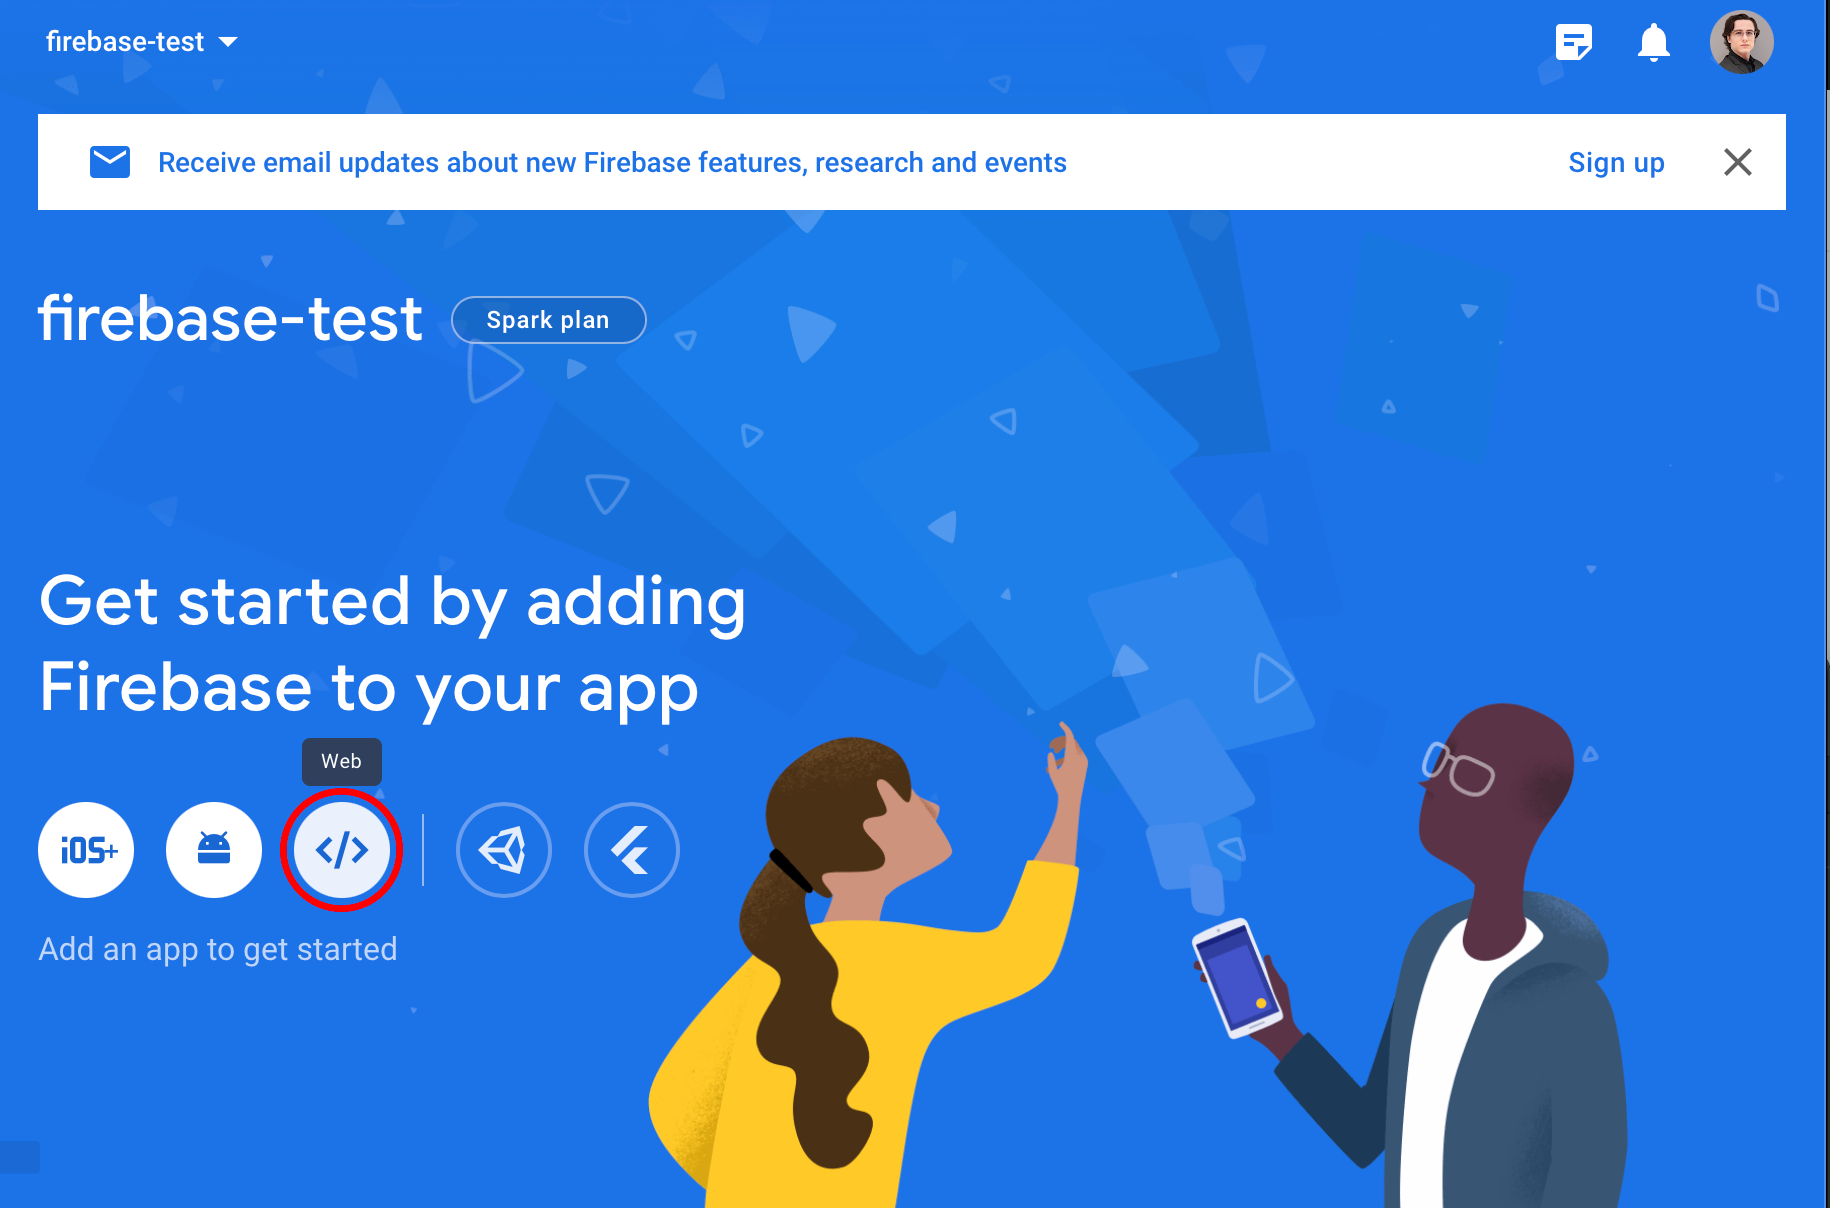 firebase-test
Receive email updates about new Firebase features, research and events
Sign up
firebase-test
Spark plan
Get started by adding
Firebase to your app
Web
iOS+
</>
Add an app to get started